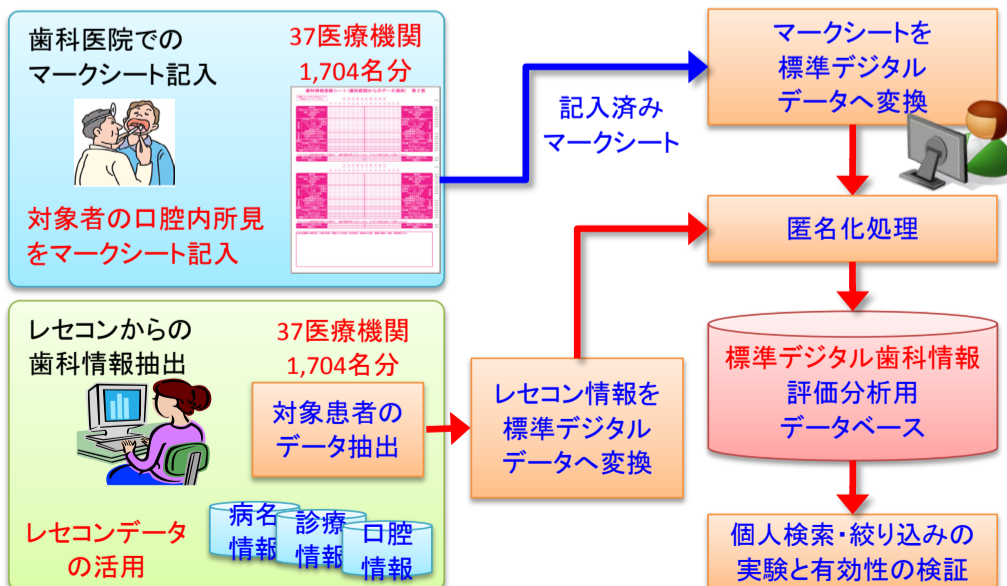 歯科医院での
マークシート記入
37医療機関
1,704名分
対象者の口腔内所見
をマークシート記入
記入済み
マークシート
マークシートを
標準デジタル
データへ変換
匿名化処理
レセコンからの
歯科情報抽出
37医療機関
1,704名分
対象患者の
データ抽出
レセコンデータ
の活用
病名
情報
診療
情報
口腔
情報
レセコン情報を
標準デジタル
データへ変換
標準デジタル歯科情報
評価分析用
データベース
個人検索・絞り込みの
実験と有効性の検証